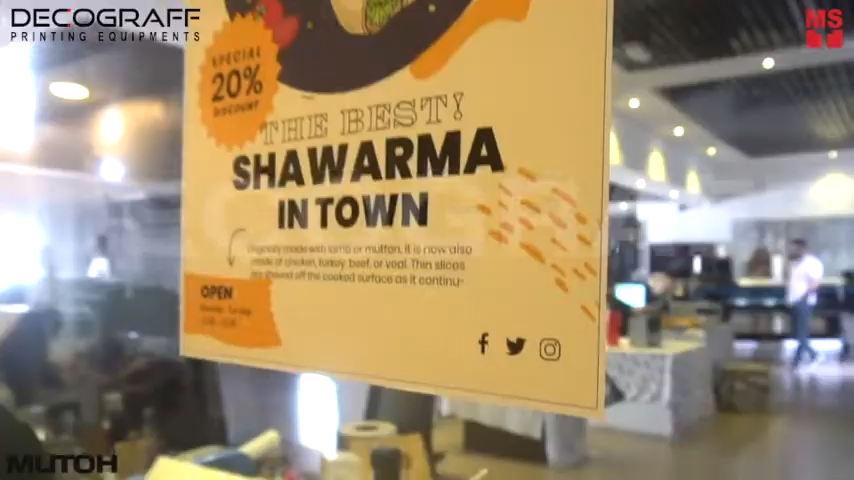 DECOGRAFF
PRINTING EQUIPMENTS
MS
SPECIAL
20%
DISCOUNT
THE BEST!
SHAWARMA
IN TOWN
Originally made with lamb or mutton, it is now also
made of chicken, turkey, beef, or veal. Thin slices
are shaved off the cooked surface as it continu-
OPEN
MUTOH